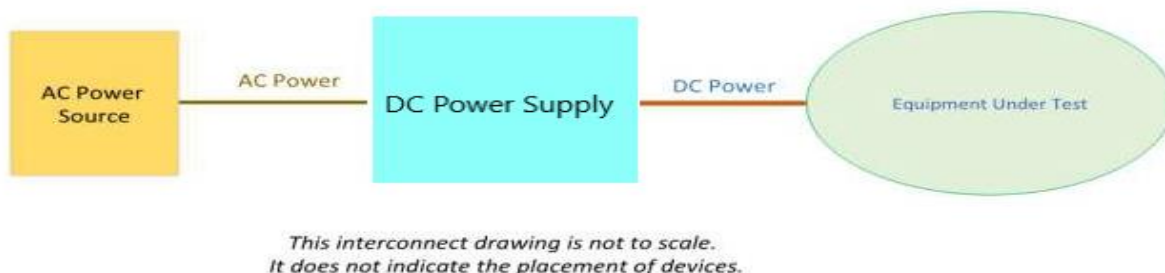 AC Power
Source
AC Power
DC Power Supply
DC Power
Equipment Under Test
This interconnect drawing is not to scale.
It does not indicate the placement of devices.